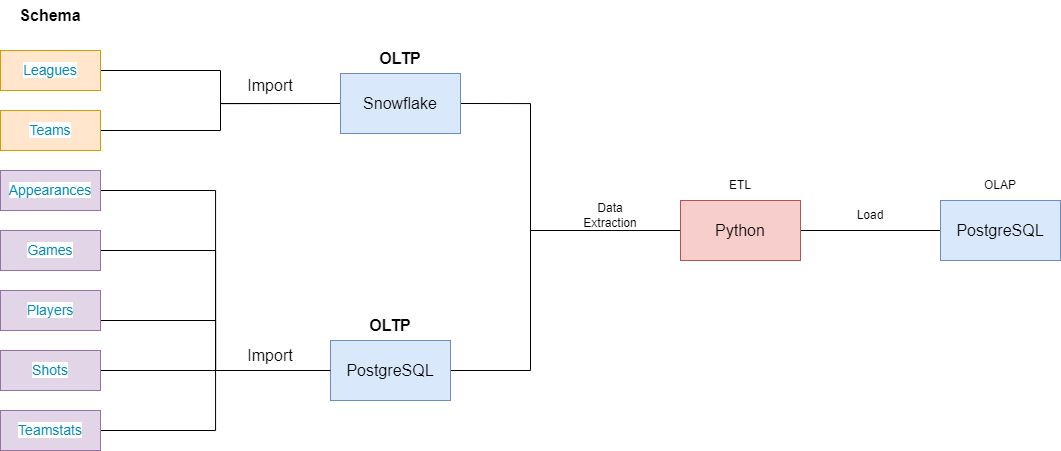 Schema
Leagues
Teams
Appearances
Games
Players
Shots
Teamstats
Import
OLTP
Snowflake
Import
OLTP
PostgreSQL
Data
Extraction
ETL
Python
Load
OLAP
PostgreSQL